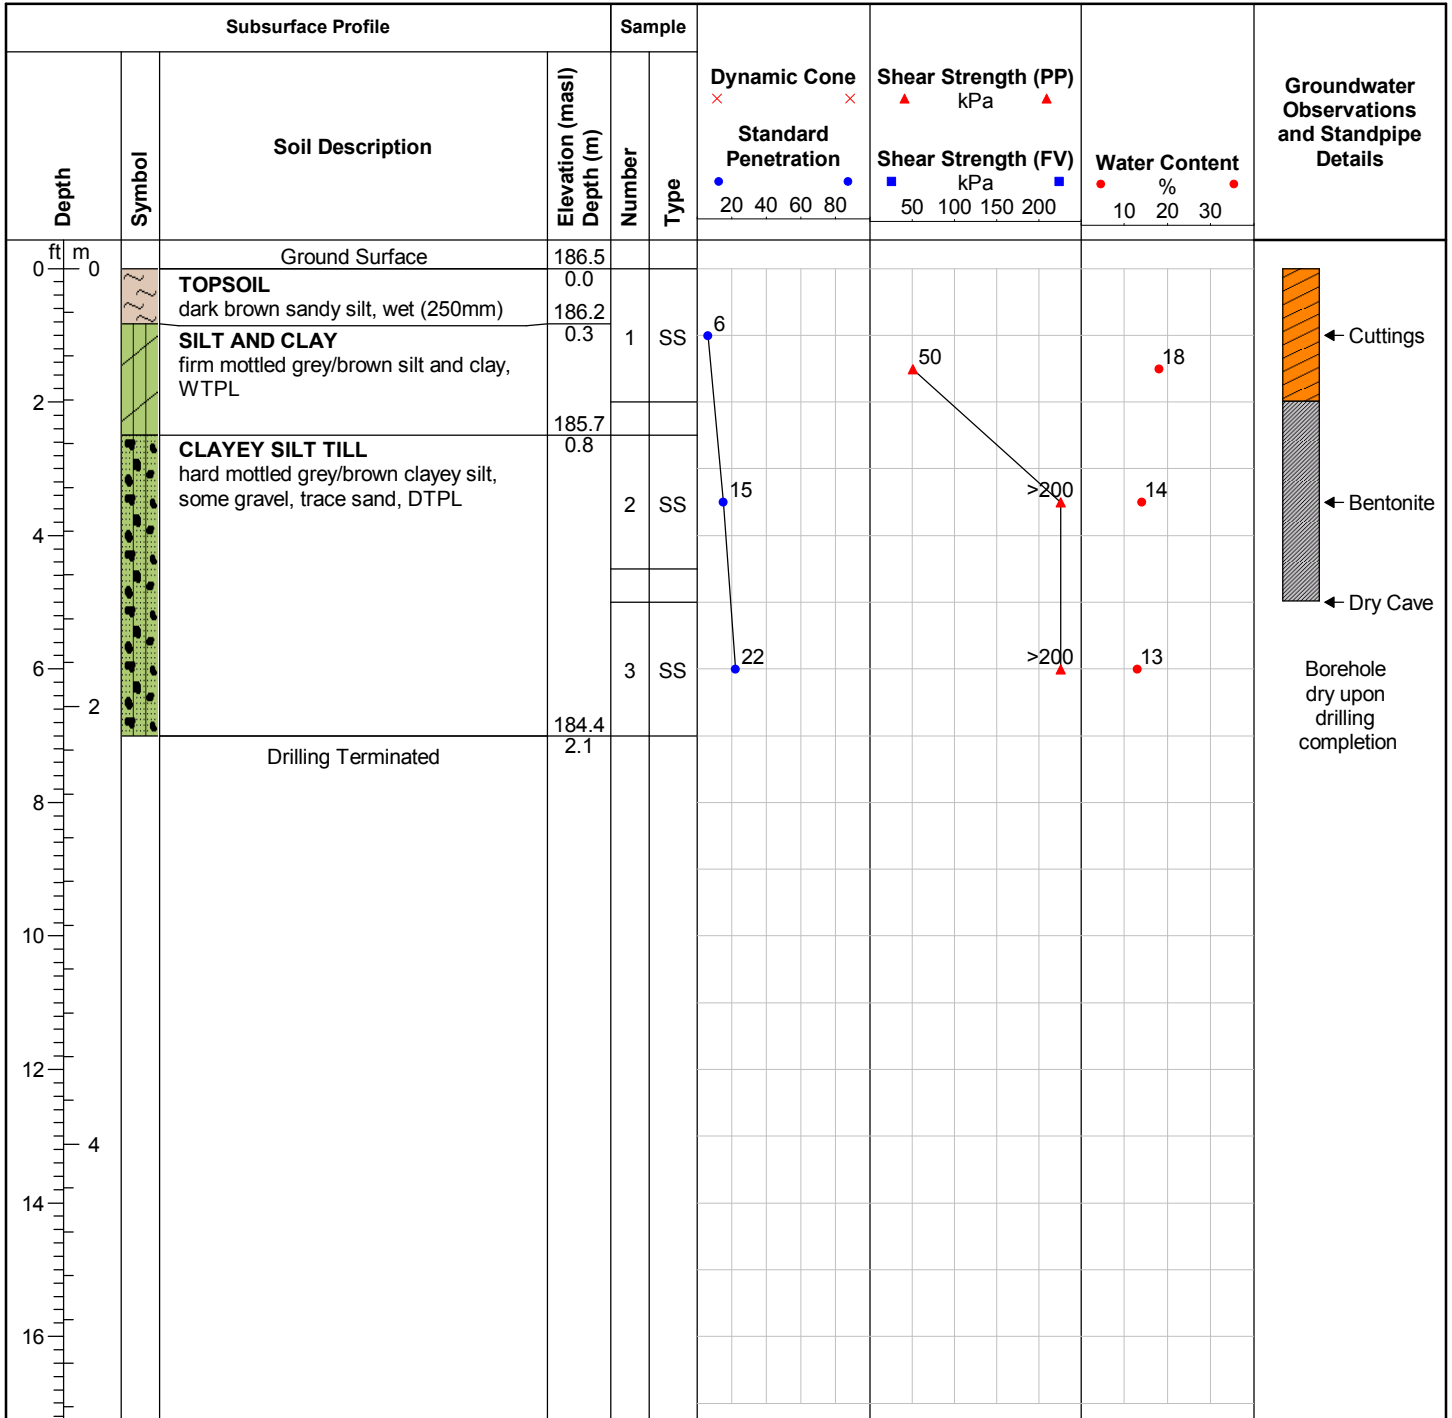 Subsurface Profile
Sample
Depth
Symbol
Soil Description
Elevation (masl)
Depth (m)
Number
Type
Dynamic Cone
Standard
Penetration
20 40 60 80
Shear Strength (PP)
kPa
Shear Strength (FV)
kPa
50 100 150 200
Water Content
%
10 20 30
Groundwater
Observations
and Standpipe
Details
ft m
Ground Surface
186.5
0 0
TOPSOIL
0.0
dark brown sandy silt, wet (250mm)
186.2
SILT AND CLAY
0.3
firm mottled grey/brown silt and clay,
WTPL
185.7
1 SS
6
50
18
Cuttings
2
CLAYEY SILT TILL
0.8
hard mottled grey/brown clayey silt,
some gravel, trace sand, DTPL
2 SS
15
>200
14
Bentonite
4
Dry Cave
6
3 SS
22
>200
13
Borehole
dry upon
drilling
completion
2
184.4
Drilling Terminated
2.1
8
10
12
4
14
16